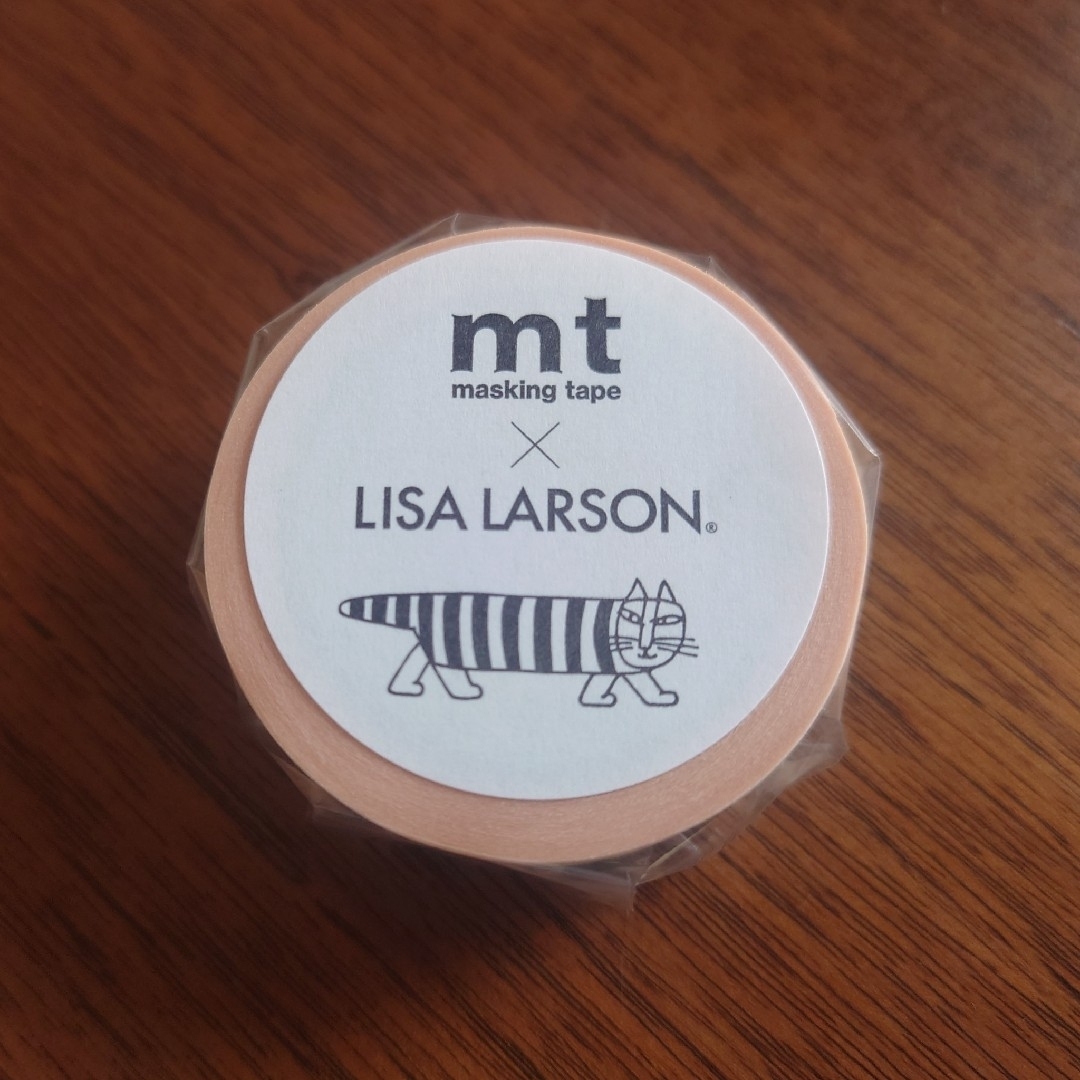 mt
masking tape
×
LISA LARSON®